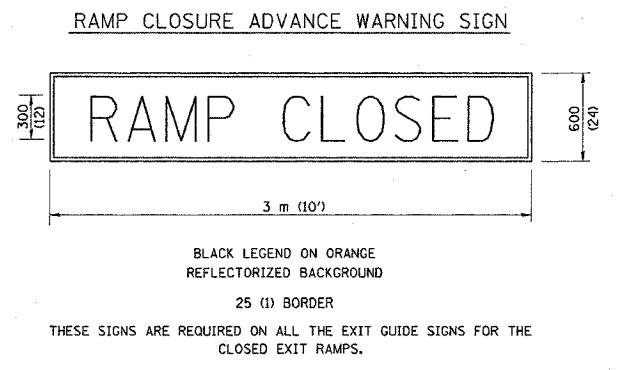 RAMP CLOSURE ADVANCE WARNING SIGN
RAMP CLOSED
300
(12)
600
(24)
3 m (10')
BLACK LEGEND ON ORANGE
REFLECTORIZED BACKGROUND
25 (1) BORDER
THESE SIGNS ARE REQUIRED ON ALL THE EXIT GUIDE SIGNS FOR THE
CLOSED EXIT RAMPS.